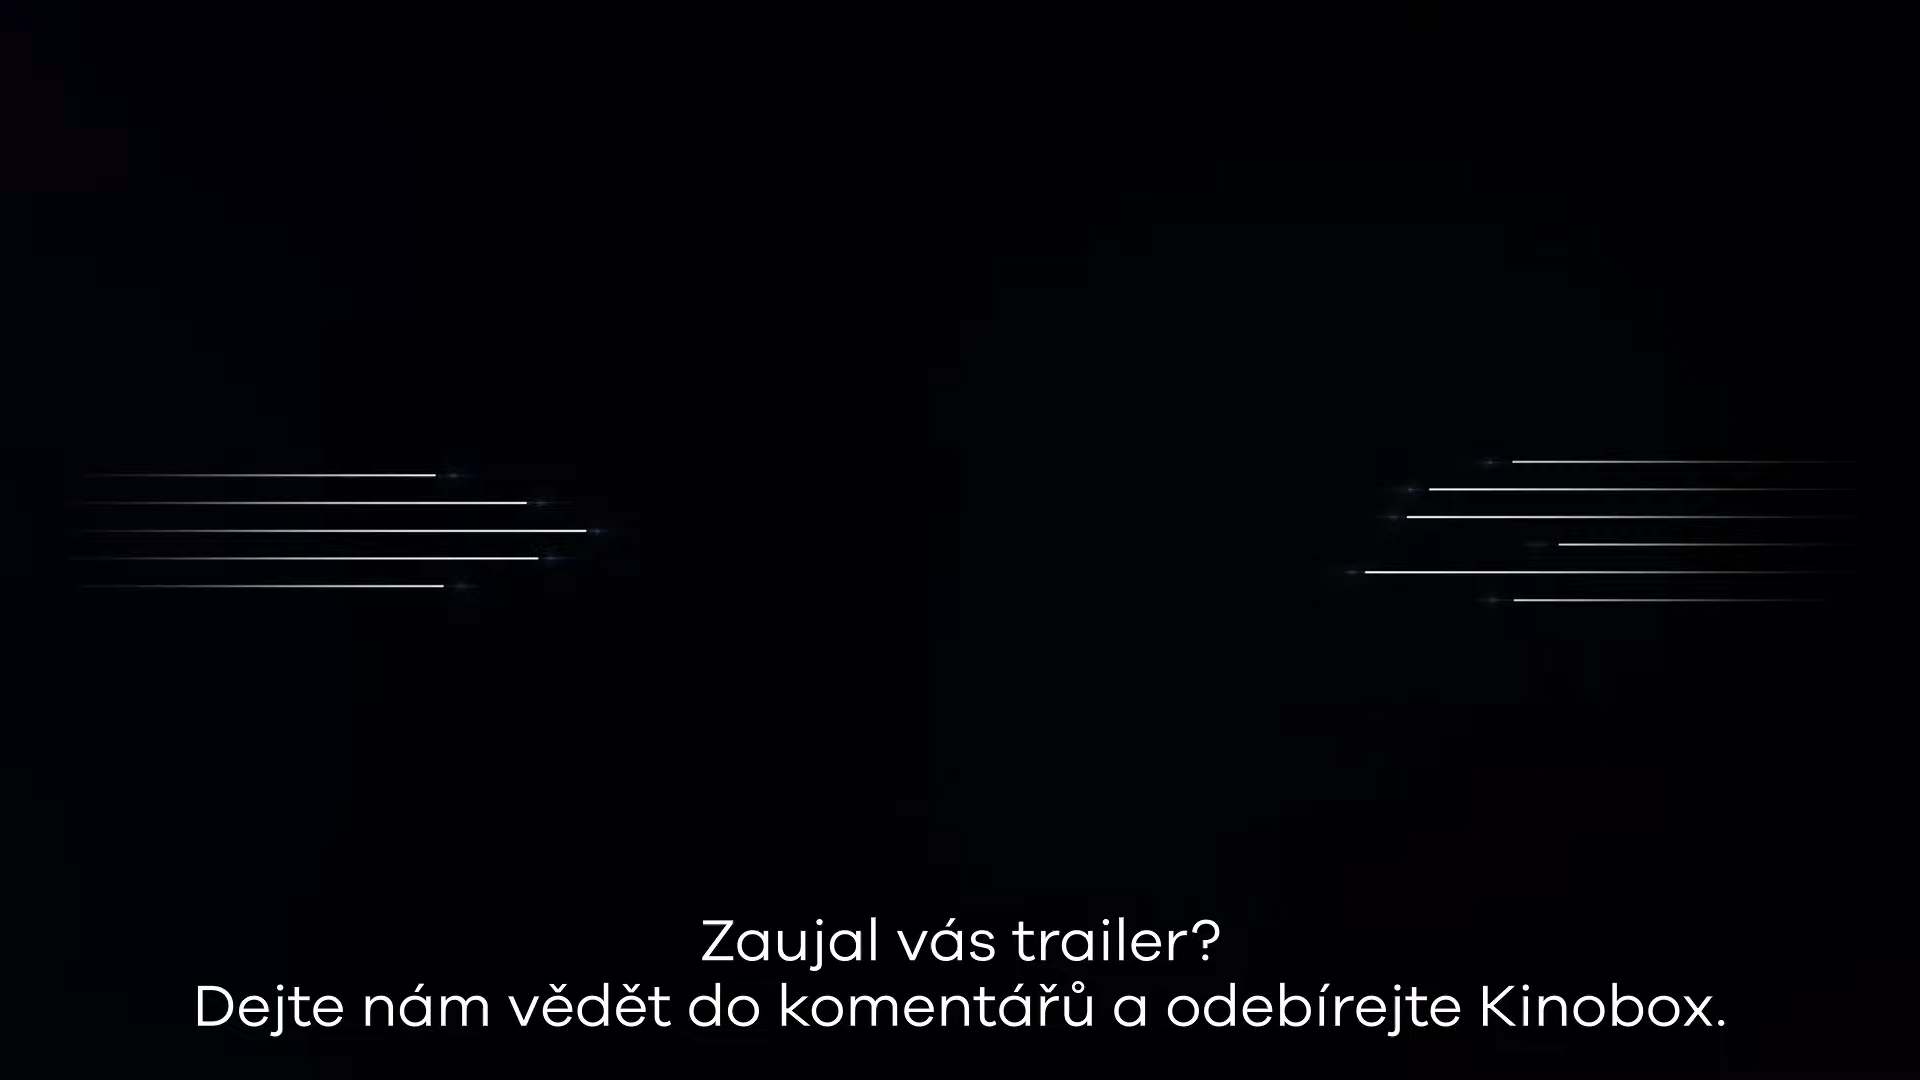 Zaujal vás trailer?
Dejte nám vědět do komentářů a odebírejte Kinobox.